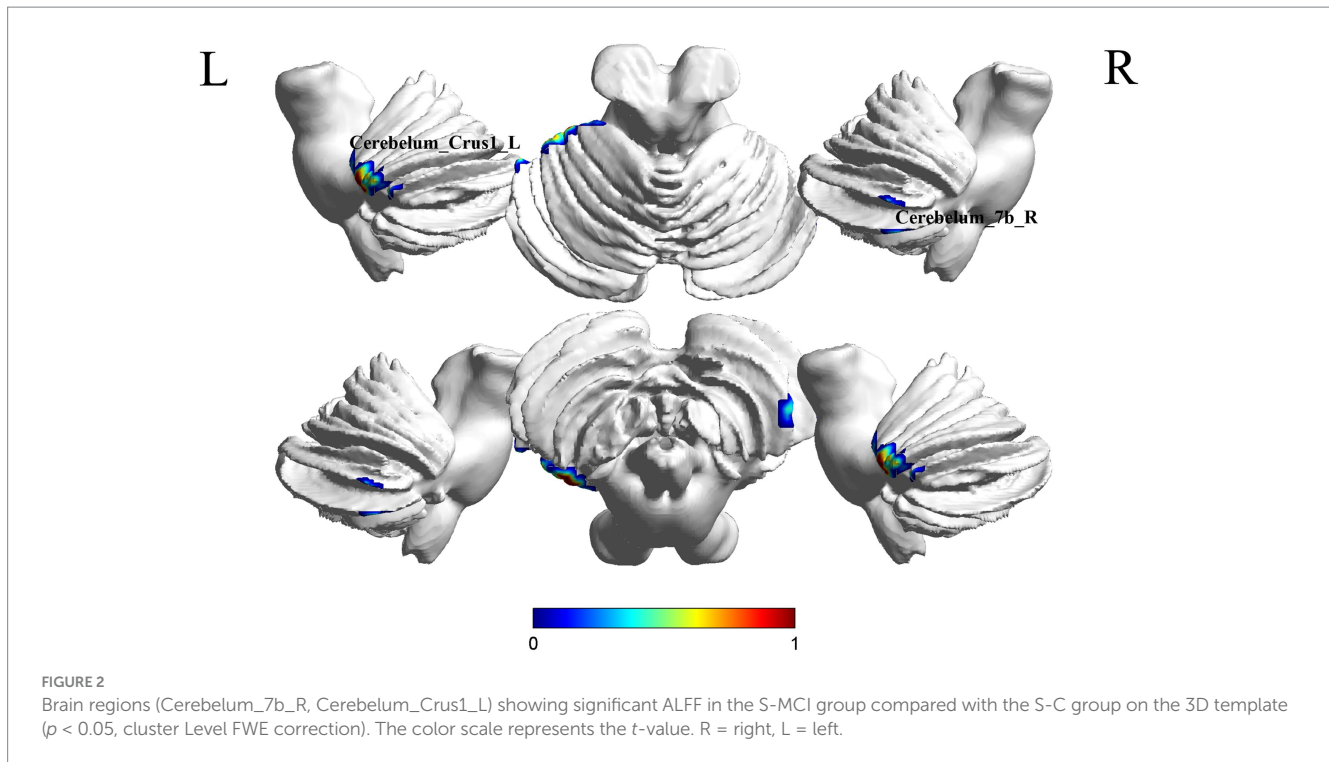 L
R
Cerebelum_Crus1_L
Cerebelum_7b_R
0
1
FIGURE 2
Brain regions (Cerebelum_7b_R, Cerebelum_Crus1_L) showing significant ALFF in the S-MCI group compared with the S-C group on the 3D template
(p < 0.05, cluster Level FWE correction). The color scale represents the t-value. R = right, L = left.